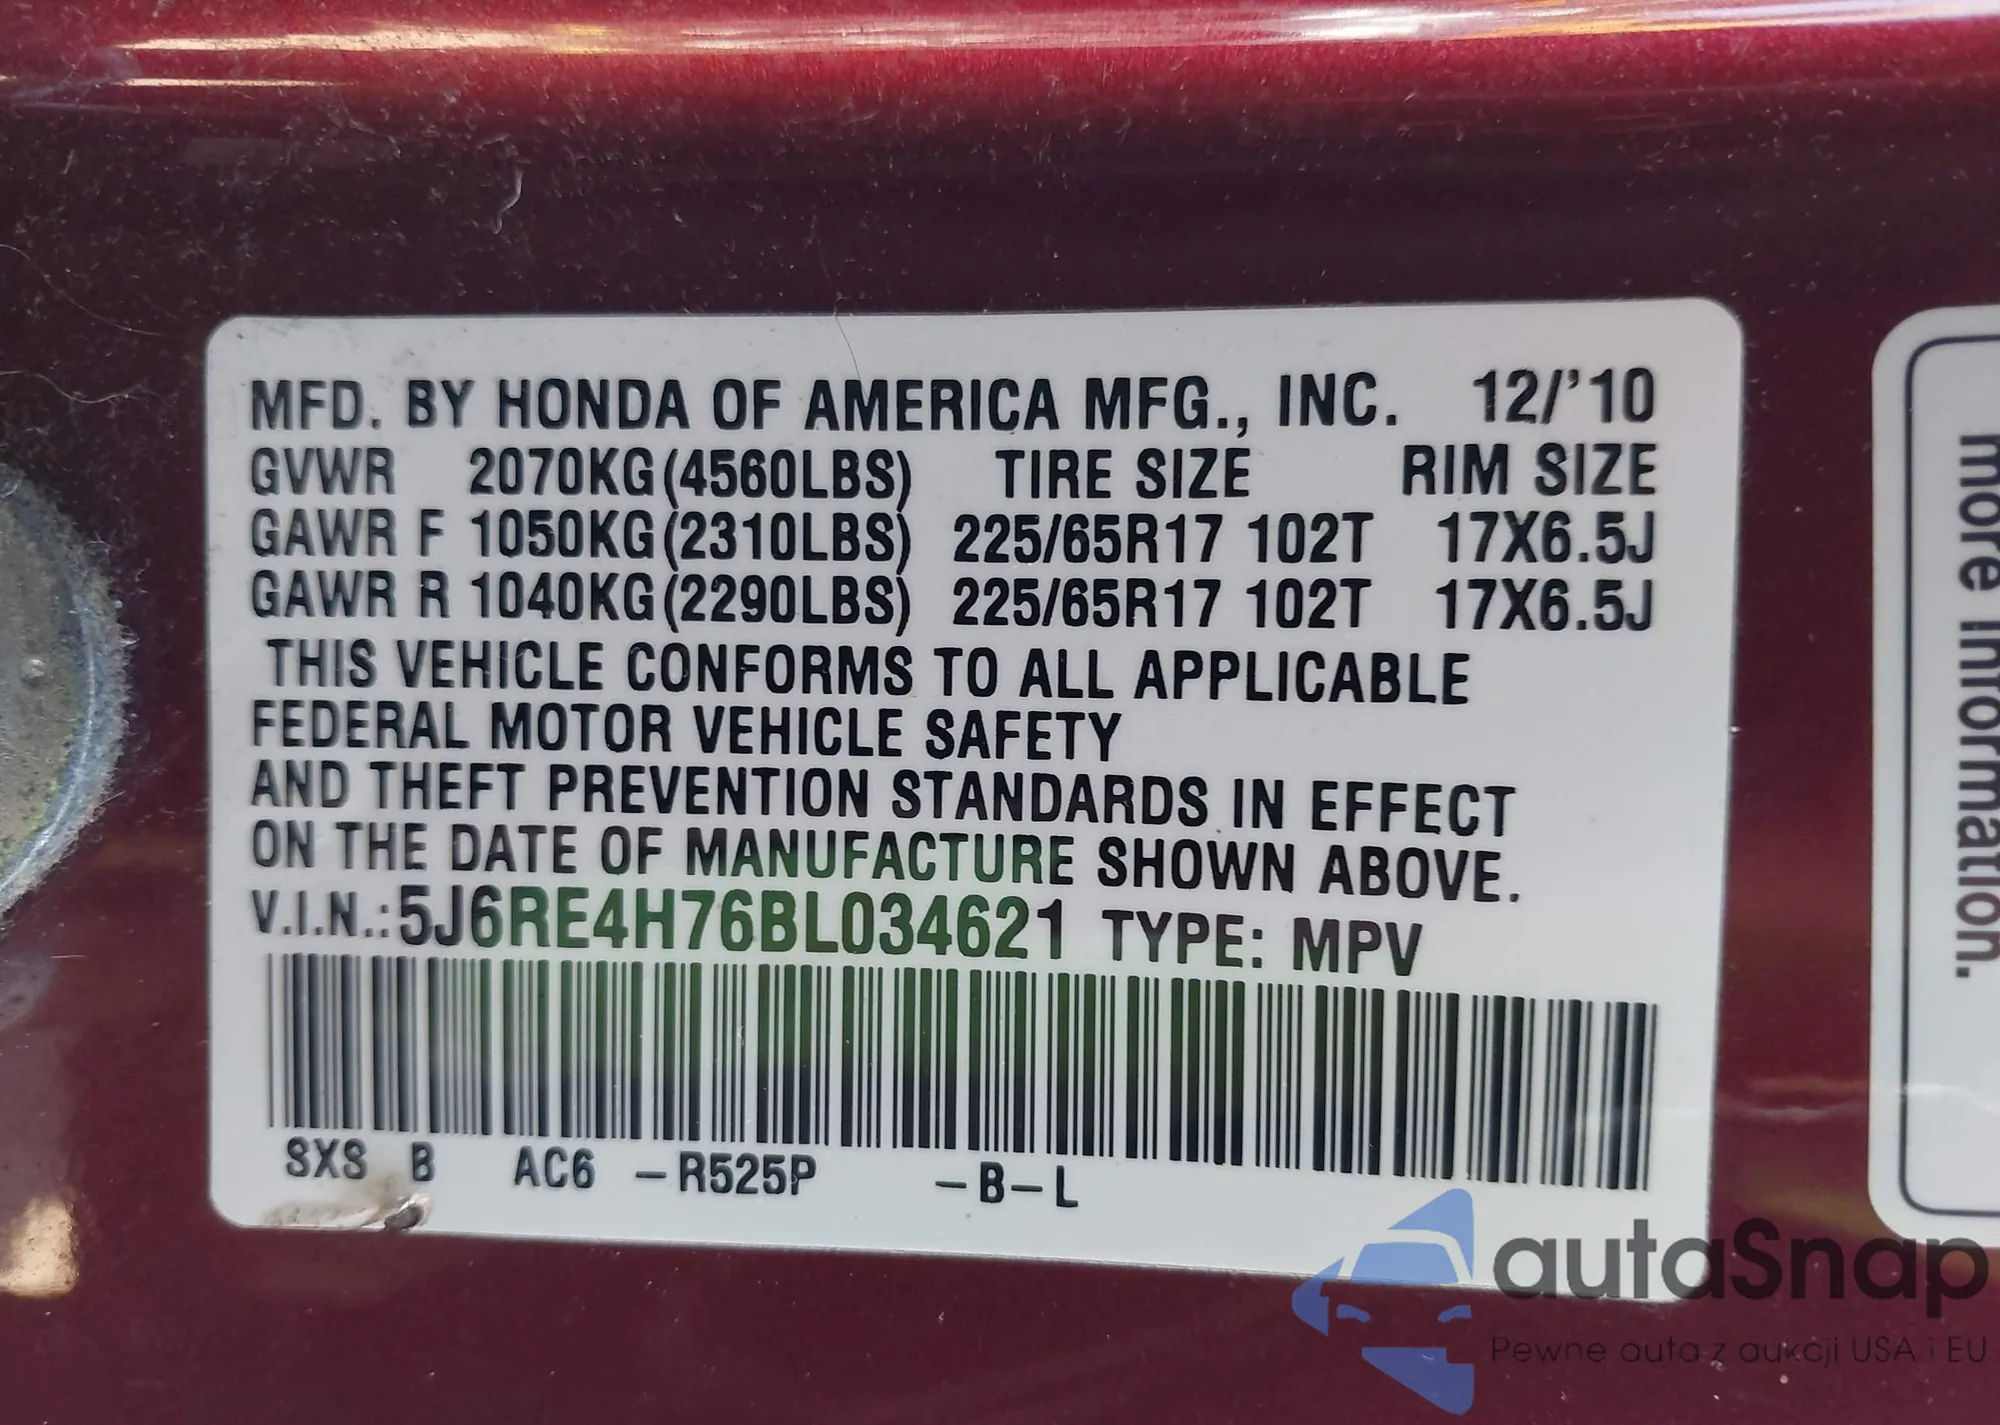 MFD. BY HONDA OF AMERICA MFG., INC. 12/'10
GVWR 2070KG(4560LBS) TIRE SIZE RIM SIZE
GAWR F 1050KG(2310LBS) 225/65R17 102T 17X6.5J
GAWR R 1040KG(2290LBS) 225/65R17 102T 17X6.5J
THIS VEHICLE CONFORMS TO ALL APPLICABLE
FEDERAL MOTOR VEHICLE SAFETY
AND THEFT PREVENTION STANDARDS IN EFFECT
ON THE DATE OF MANUFACTURE SHOWN ABOVE.
V.I.N.:5J6RE4H76BL034621 TYPE: MPV
SXS B AC6 -R525P -B-L
more information.
autaSnap
Pewne auta z aukcji USA i EU